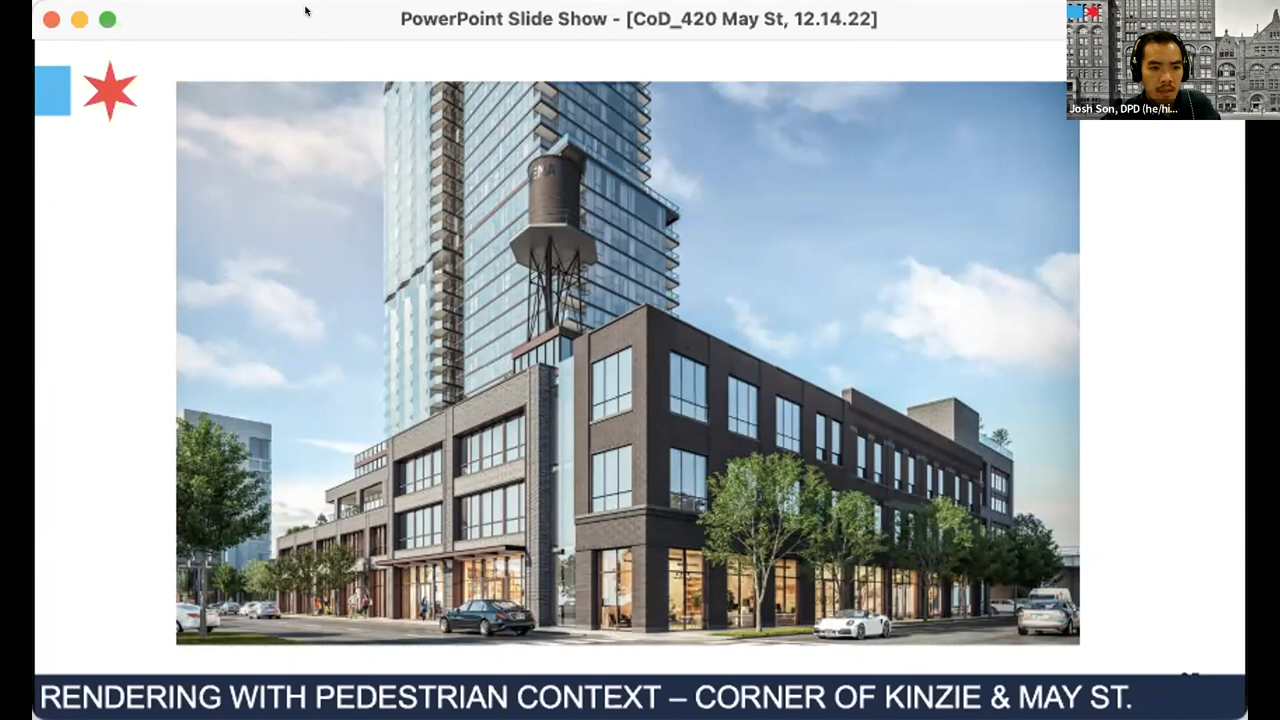 PowerPoint Slide Show - [CoD_420 May St, 12.14.22]
Josh Son, DPD (he/hi...
RENDERING WITH PEDESTRIAN CONTEXT – CORNER OF KINZIE & MAY ST.